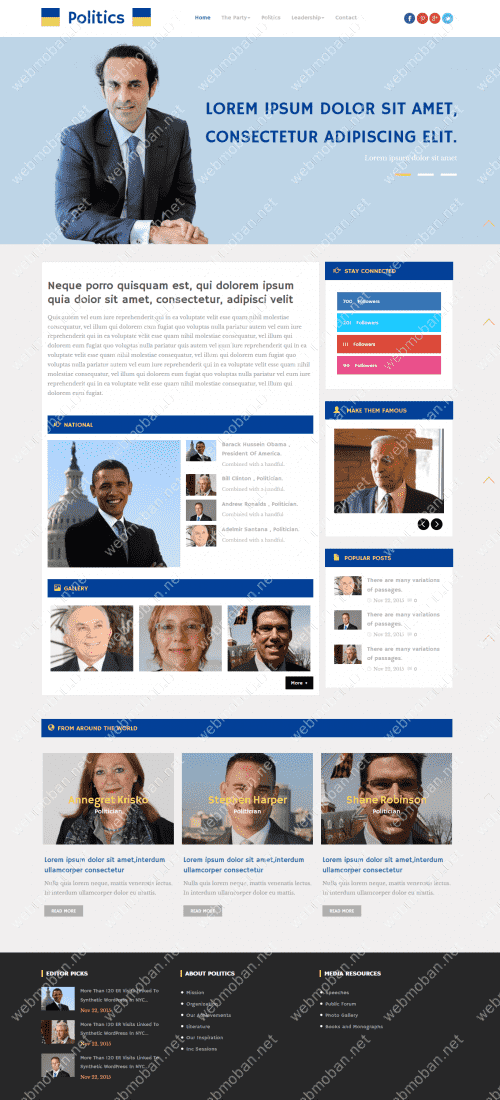 Politics
Home The Party Politics Leadership Contact
LOREM IPSUM DOLOR SIT AMET,
CONSECTETUR ADIPISCING ELIT.
Lorem ipsum dolor sit amet
Neque porro quisquam est, qui dolorem ipsum
quia dolor sit amet, consectetur, adipisci velit
Quis autem vel eum iure reprehenderit qui in ea voluptate velit esse quam nihil molestiae
consequatur, vel illum qui dolorem eum fugiat quo voluptas nulla pariatur autem vel eum iure
reprehenderit qui in ea voluptate velit esse quam nihil molestiae consequatur, vel illum qui
dolorem eum fugiat quo voluptas nulla pariatur quis autem vel eum iure reprehenderit qui in ea
voluptate velit esse quam nihil molestiae consequatur, vel illum qui dolorem eum fugiat quo
voluptas nulla pariatur vel eum iure reprehenderit qui in ea voluptate velit esse quam nihil
molestiae consequatur, vel illum qui dolorem eum fugiat quo voluptas nulla pariatur vel eum iure
reprehenderit qui in ea voluptate velit esse quam nihil molestiae consequatur, vel illum qui
dolorem eum fugiat.
NATIONAL
Barack Hussein Obama ,
President Of America.
Combined with a handful
Bill Clinton , Politician.
Combined with a handful
Andrew Ronalds , Politician.
Combined with a handful
Adelmir Santana , Politician.
Combined with a handful
GALLERY
More +
STAY CONNECTED
700 Followers
201 Followers
111 Followers
Followers
MAKE THEM FAMOUS
POPULAR POSTS
There are many variations
of passages.
Nov 22, 2015 0
There are many variations
of passages.
Nov 22, 2015 0
There are many variations
of passages.
Nov 22, 2015 0
FROM AROUND THE WORLD
Annegret Krisko
Politician
Stephen Harper
Politician
Shane Robinson
Politician
Lorem ipsum dolor sit amet,interdum
ullamcorper consectetur
Nulla quis lorem neque, mattis venenatis lectus.
In interdum ullamcorper dolor eu mattis.
READ MORE
Lorem ipsum dolor sit amet,interdum
ullamcorper consectetur
Nulla quis lorem neque, mattis venenatis lectus.
In interdum ullamcorper dolor eu mattis.
READ MORE
Lorem ipsum dolor sit amet,interdum
ullamcorper consectetur
Nulla quis lorem neque, mattis venenatis lectus.
In interdum ullamcorper dolor eu mattis.
READ MORE
EDITOR PICKS
More Than 120 ER Visits Linked To
Synthetic WordPress In NYC...
Nov 22, 2015
More Than 120 ER Visits Linked To
Synthetic WordPress In NYC...
Nov 22, 2015
More Than 120 ER Visits Linked To
Synthetic WordPress In NYC...
Nov 22, 2015
ABOUT POLITICS
Mission
Organisation
Our Achievements
Literature
Our Inspiration
Inc Sessions
MEDIA RESOURCES
Speeches
Public Forum
Photo Gallery
Books and Monographs
webmoban.net